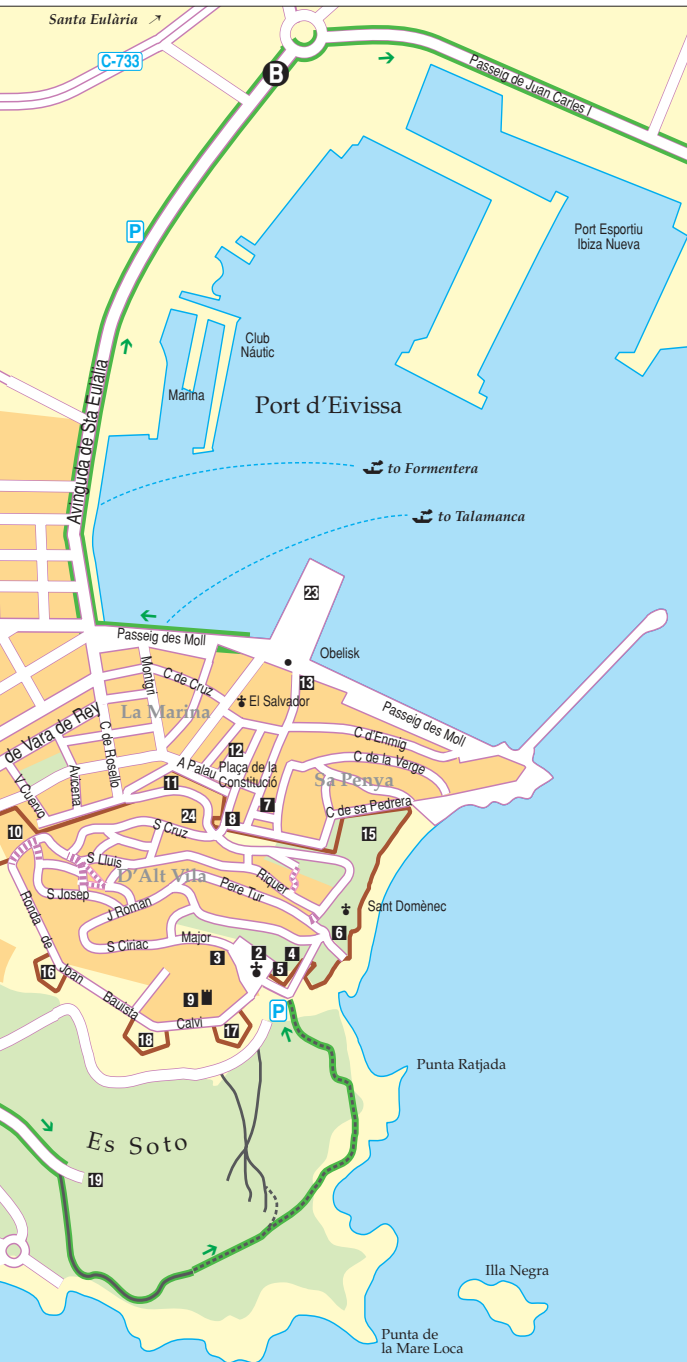 Santa Eulària
C-733
B
Passeig de Juan Carles I
P
Port Esportiu
Ibiza Nueva
Club
Náutic
Marina
Port d'Eivissa
Avinguda de Sta Eulàlia
to Formentera
to Talamanca
23
Passeig des Moll
Obelisk
Montgri
C de Cruz
13
El Salvador
La Marina
Passeig des Moll
de Vara de Rey
C de Rosello
C d'Enmig
12
A Palau
Plaça de la
Constitució
C de la Verge
Sa Penya
Avicena
V Cuervo
11
7
C de sa Pedrera
24
8
10
S Cruz
15
S Lluis
D'Alt Vila
Riquer
Pere Tur
S Josep
J Roman
Sant Domènec
Ronda de
Major
S Ciriac
6
2
4
3
5
16
Joan
Bauista
9
Calvi
P
17
18
Punta Ratjada
Es Soto
19
Illa Negra
Punta de
la Mare Loca